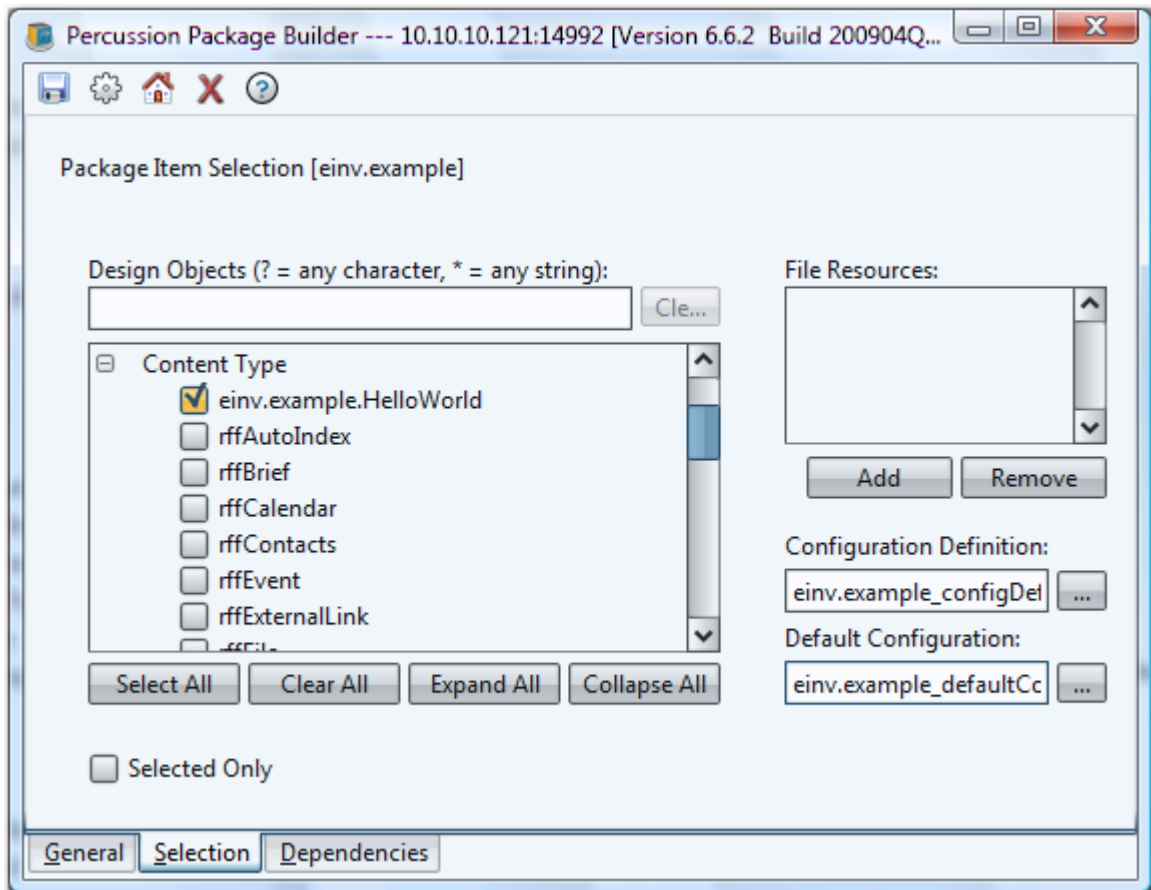 Percussion Package Builder --- 10.10.10.121:14992 [Version 6.6.2 Build 200904Q...
Package Item Selection [einv.example]
Design Objects (? = any character, * = any string):
Cle...
Content Type
einv.example.HelloWorld
rffAutoIndex
rffBrief
rffCalendar
rffContacts
rffEvent
rffExternalLink
Select All
Clear All
Expand All
Collapse All
Selected Only
File Resources:
Add
Remove
Configuration Definition:
einv.example_configDef
...
Default Configuration:
einv.example_defaultCc
...
General
Selection
Dependencies